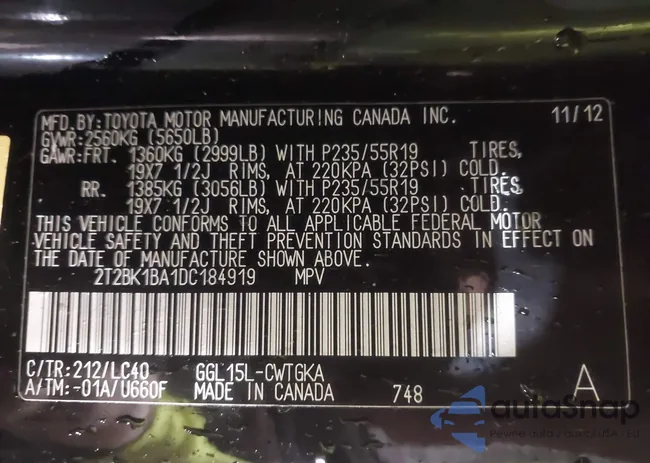 MFD.BY:TOYOTA MOTOR MANUFACTURING CANADA INC. 11/12
GVWR:2560KG (5650LB)
GAWR:FRT. 1360KG (2999LB) WITH P235/55R19 TIRES,
19X7 1/2J RIMS, AT 220KPA (32PSI) COLD.
RR. 1385KG (3056LB) WITH P235/55R19 TIRES,
19X7 1/2J RIMS, AT 220KPA (32PSI) COLD.
THIS VEHICLE CONFORMS TO ALL APPLICABLE FEDERAL MOTOR
VEHICLE SAFETY AND THEFT PREVENTION STANDARDS IN EFFECT ON
THE DATE OF MANUFACTURE SHOWN ABOVE.
2T2BK1BA1DC184919 MPV
C/TR:212/LC40 GGL15L-CWTGKA
A/TM:-01A/U660F MADE IN CANADA 748 A
autoSnap